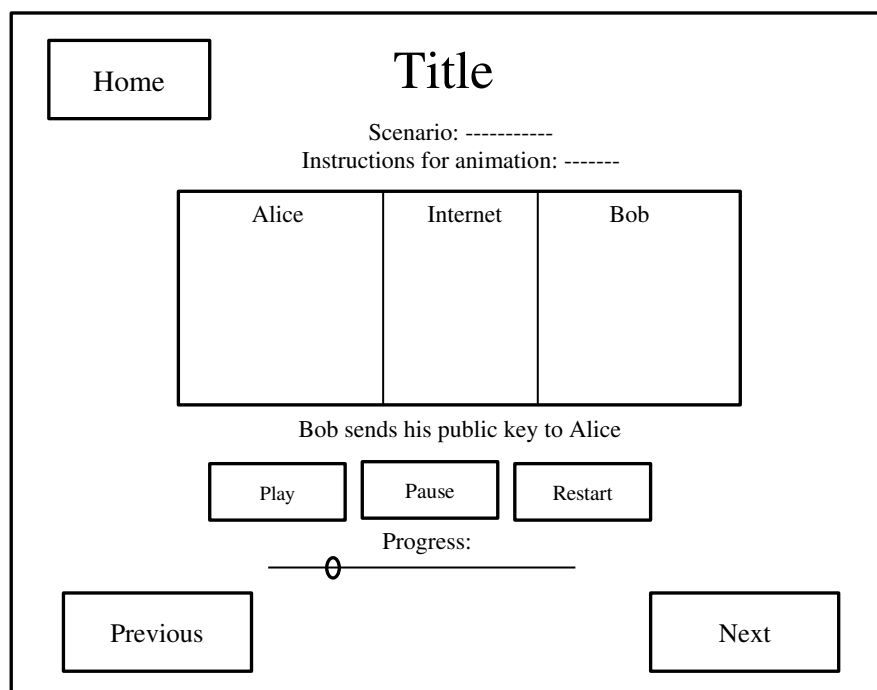 Home
Title
Scenario: -----------
Instructions for animation: -------
Alice Internet Bob
Bob sends his public key to Alice
Play Pause Restart
Progress:
Previous Next